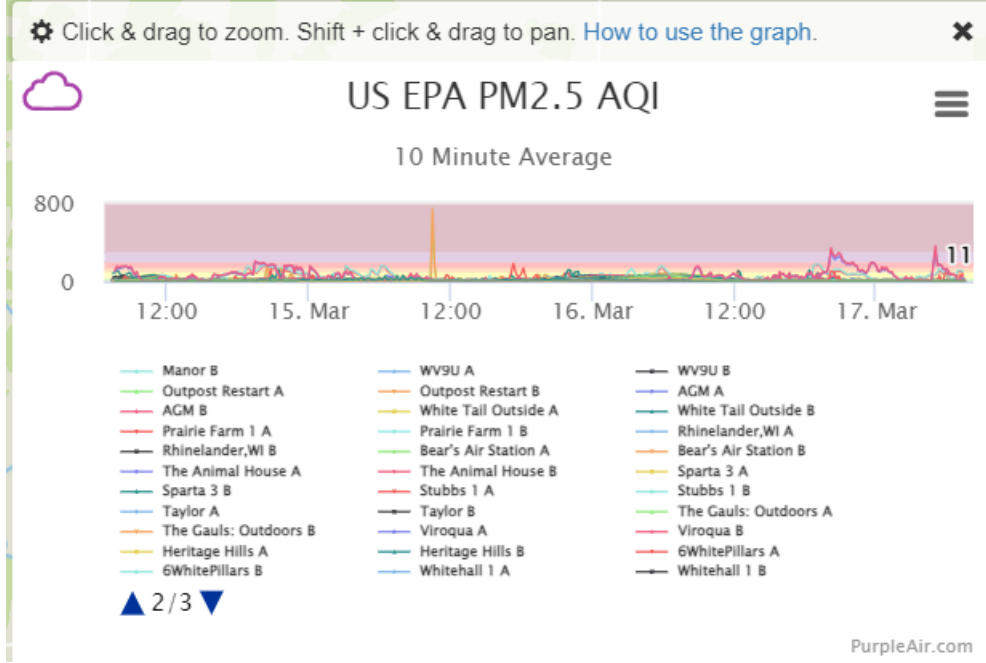 Click & drag to zoom. Shift + click & drag to pan. How to use the graph.
US EPA PM2.5 AQI
10 Minute Average
800
0
11
12:00 15. Mar 12:00 16. Mar 12:00 17. Mar
Manor B WV9U A WV9U B
Outpost Restart A Outpost Restart B AGM A
AGM B White Tail Outside A White Tail Outside B
Prairie Farm 1 A Prairie Farm 1 B Rhinelander,WI A
Rhinelander,WI B Bear's Air Station A Bear's Air Station B
The Animal House A The Animal House B Sparta 3 A
Sparta 3 B Stubbs 1 A Stubbs 1 B
Taylor A Taylor B The Gauls: Outdoors A
The Gauls: Outdoors B Viroqua A Viroqua B
Heritage Hills A Heritage Hills B 6WhitePillars A
6WhitePillars B Whitehall 1 A Whitehall 1 B
2/3
PurpleAir.com